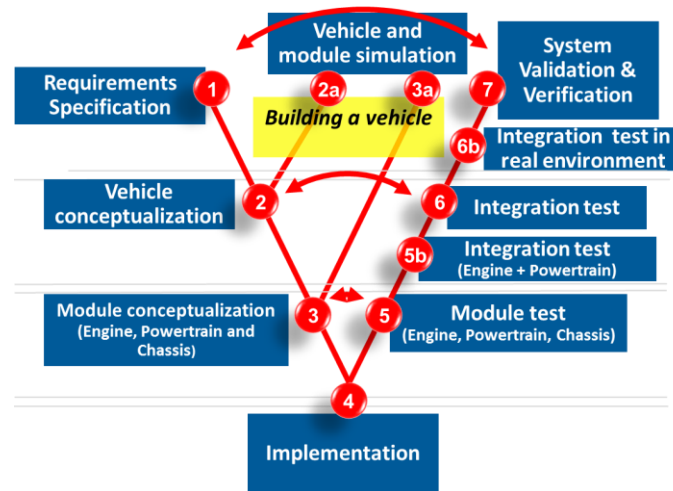 Vehicle and
module simulation
System
Validation &
Verification
Requirements
Specification
1
2a
3a
7
Building a vehicle
6b
Integration test in
real environment
Vehicle
conceptualization
2
6
Integration test
5b
Integration test
(Engine + Powertrain)
Module conceptualization
(Engine, Powertrain and
Chassis)
3
5
Module test
(Engine, Powertrain, Chassis)
4
Implementation